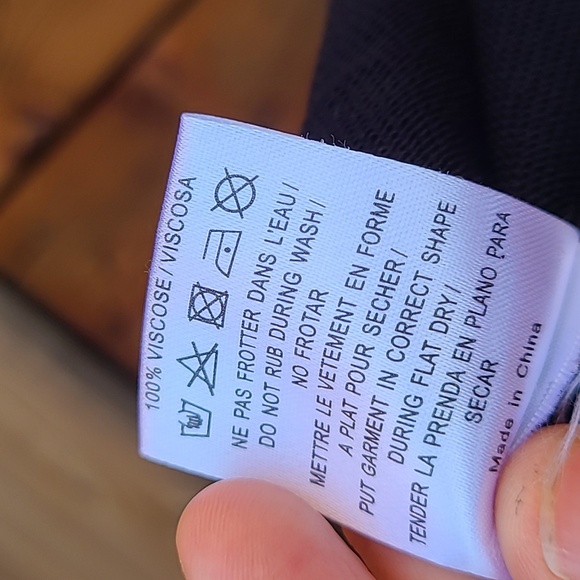 100% VISCOSE / VISCOSA
NE PAS FROTTER DANS L'EAU /
DO NOT RUB DURING WASH /
NO FROTAR
METTRE LE VETEMENT EN FORME
A PLAT POUR SECHER /
PUT GARMENT IN CORRECT SHAPE
DURING FLAT DRY /
TENDER LA PRENDA EN PLANO PARA
SECAR
Made in China